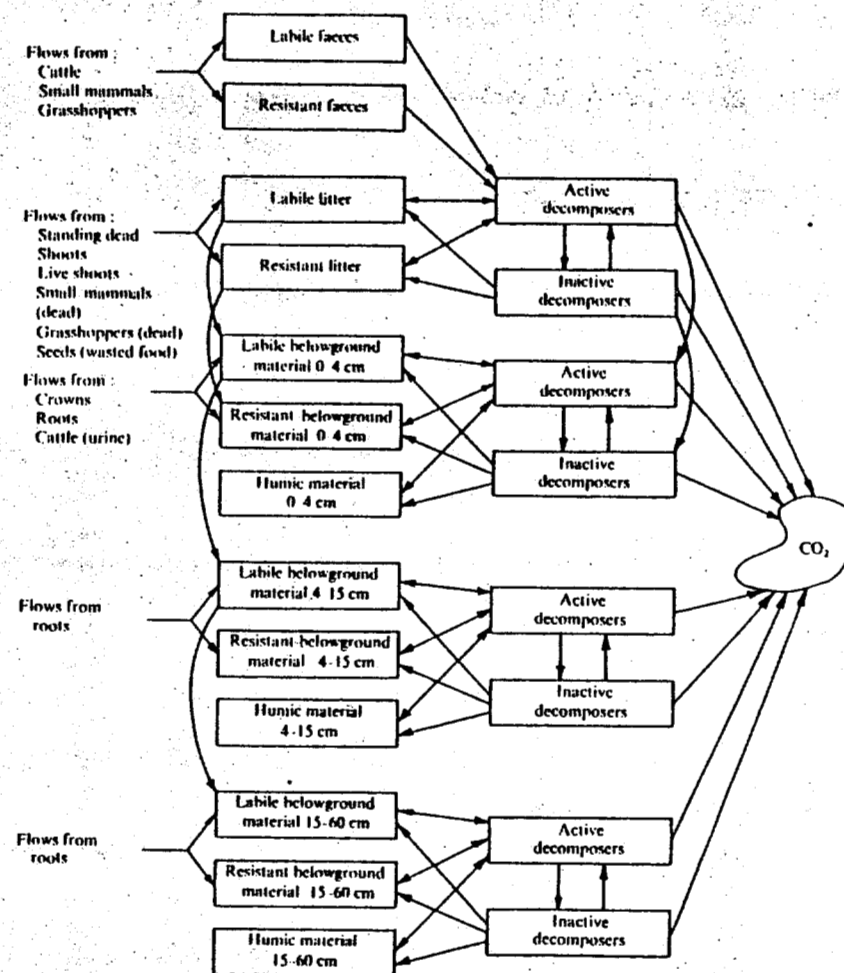 Flows from :
Cattle
Small mammals
Grasshoppers
Labile faeces
Resistant faeces
Flows from :
Standing dead
Shoots
Live shoots
Small mammals
(dead)
Grasshoppers (dead)
Seeds (wasted food)
Labile litter
Resistant litter
Active
decomposers
Inactive
decomposers
Flows from :
Crowns
Roots
Cattle (urine)
Labile belowground
material 0-4 cm
Resistant belowground
material 0-4 cm
Humic material
0-4 cm
Active
decomposers
Inactive
decomposers
CO₂
Flows from
roots
Labile belowground
material 4-15 cm
Resistant belowground
material 4-15 cm
Humic material
4-15 cm
Active
decomposers
Inactive
decomposers
Flows from
roots
Labile belowground
material 15-60 cm
Resistant belowground
material 15-60 cm
Humic material
15-60 cm
Active
decomposers
Inactive
decomposers